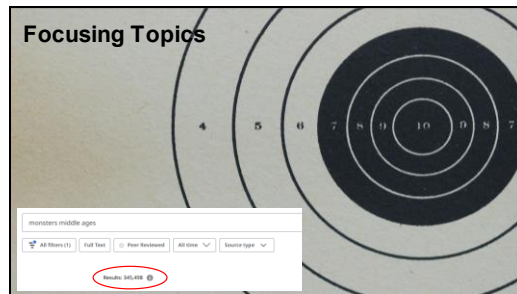 Focusing Topics
4 5 6 7 8 9 10 9 8 7
monsters middle ages
All filters (1) Full Text Peer Reviewed All time Source type
Results: 345,498